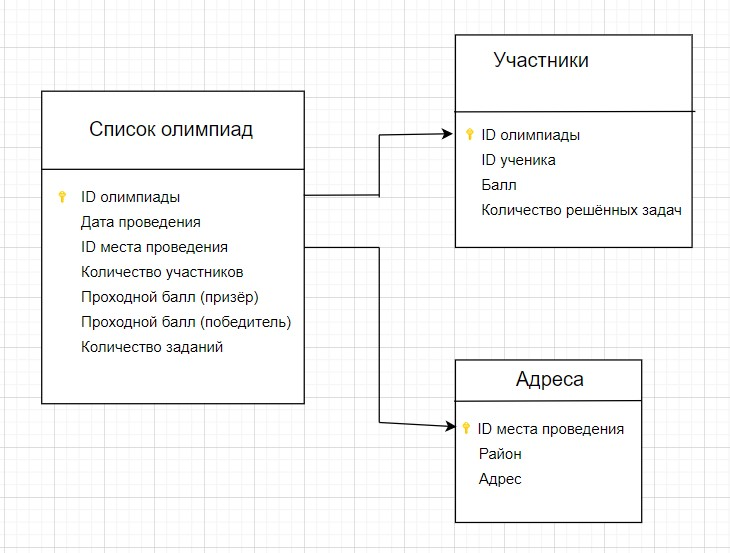 Список олимпиад
ID олимпиады
Дата проведения
ID места проведения
Количество участников
Проходной балл (призёр)
Проходной балл (победитель)
Количество заданий
Участники
ID олимпиады
ID ученика
Балл
Количество решённых задач
Адреса
ID места проведения
Район
Адрес